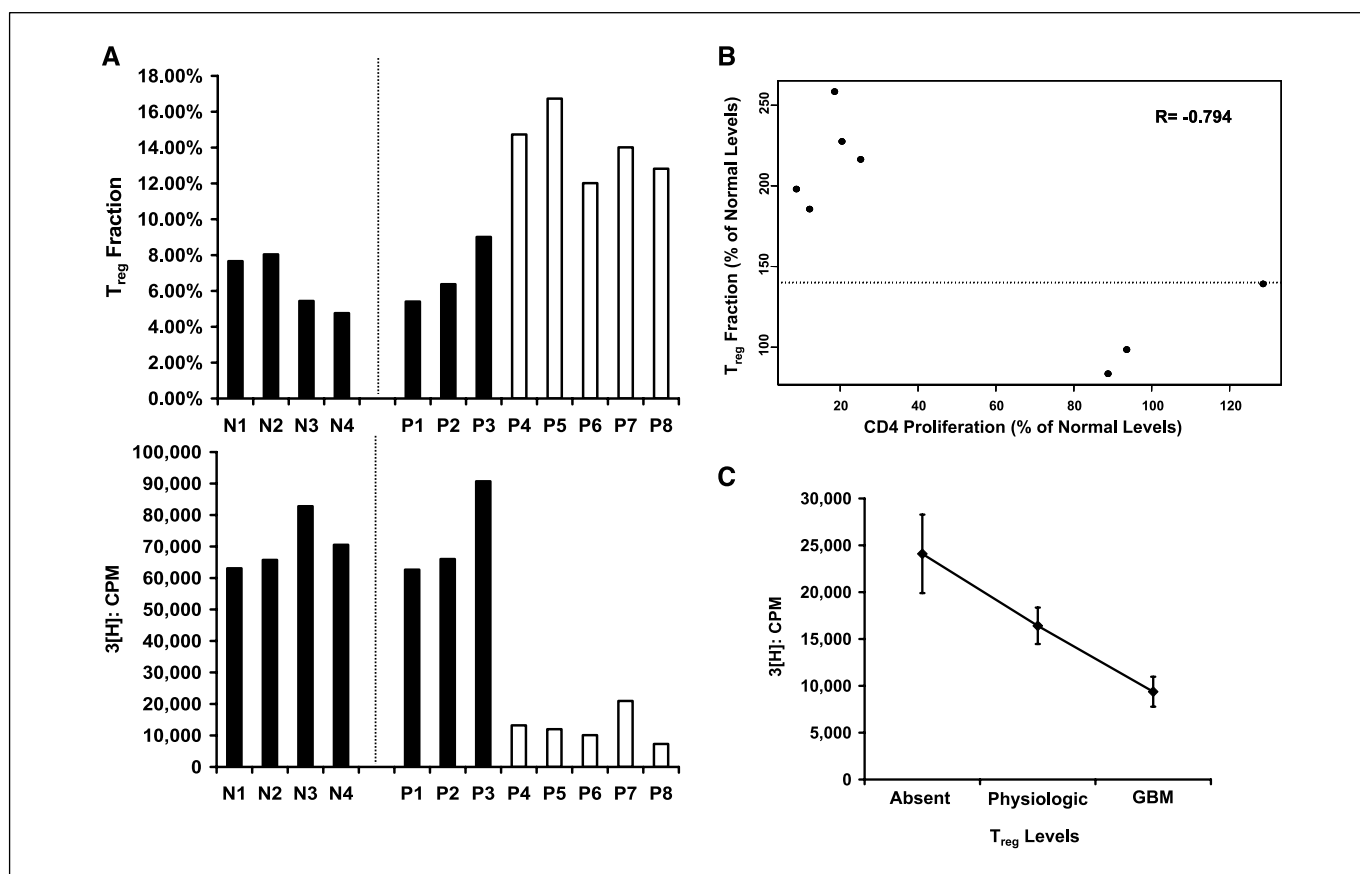 A
18.00%
16.00%
14.00%
12.00%
10.00%
8.00%
6.00%
4.00%
2.00%
0.00%
Treg Fraction
N1 N2 N3 N4 P1 P2 P3 P4 P5 P6 P7 P8
100,000
90,000
80,000
70,000
60,000
50,000
40,000
30,000
20,000
10,000
0
3[H]: CPM
N1 N2 N3 N4 P1 P2 P3 P4 P5 P6 P7 P8
B
R= -0.794
250
200
150
100
Treg Fraction (% of Normal Levels)
20 40 60 80 100 120
CD4 Proliferation (% of Normal Levels)
C
30,000
25,000
20,000
15,000
10,000
5,000
0
3[H]: CPM
Absent Physiologic GBM
Treg Levels